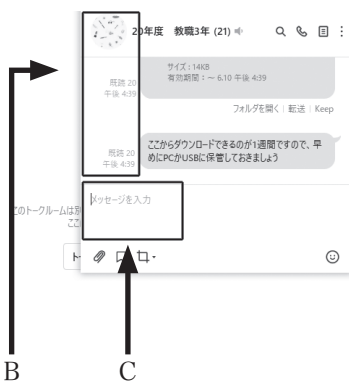 20年度 教職3年 (21)
サイズ : 14KB
有効期間 : ~ 6.10 午後 4:39
既読 20
午後 4:39
フォルダを開く | 転送 | Keep
ここからダウンロードできるのが1週間ですので、早
めにPCかUSBに保管しておきましょう
既読 20
午後 4:39
メッセージを入力
このトークルームは別
ここ
ト
B
C